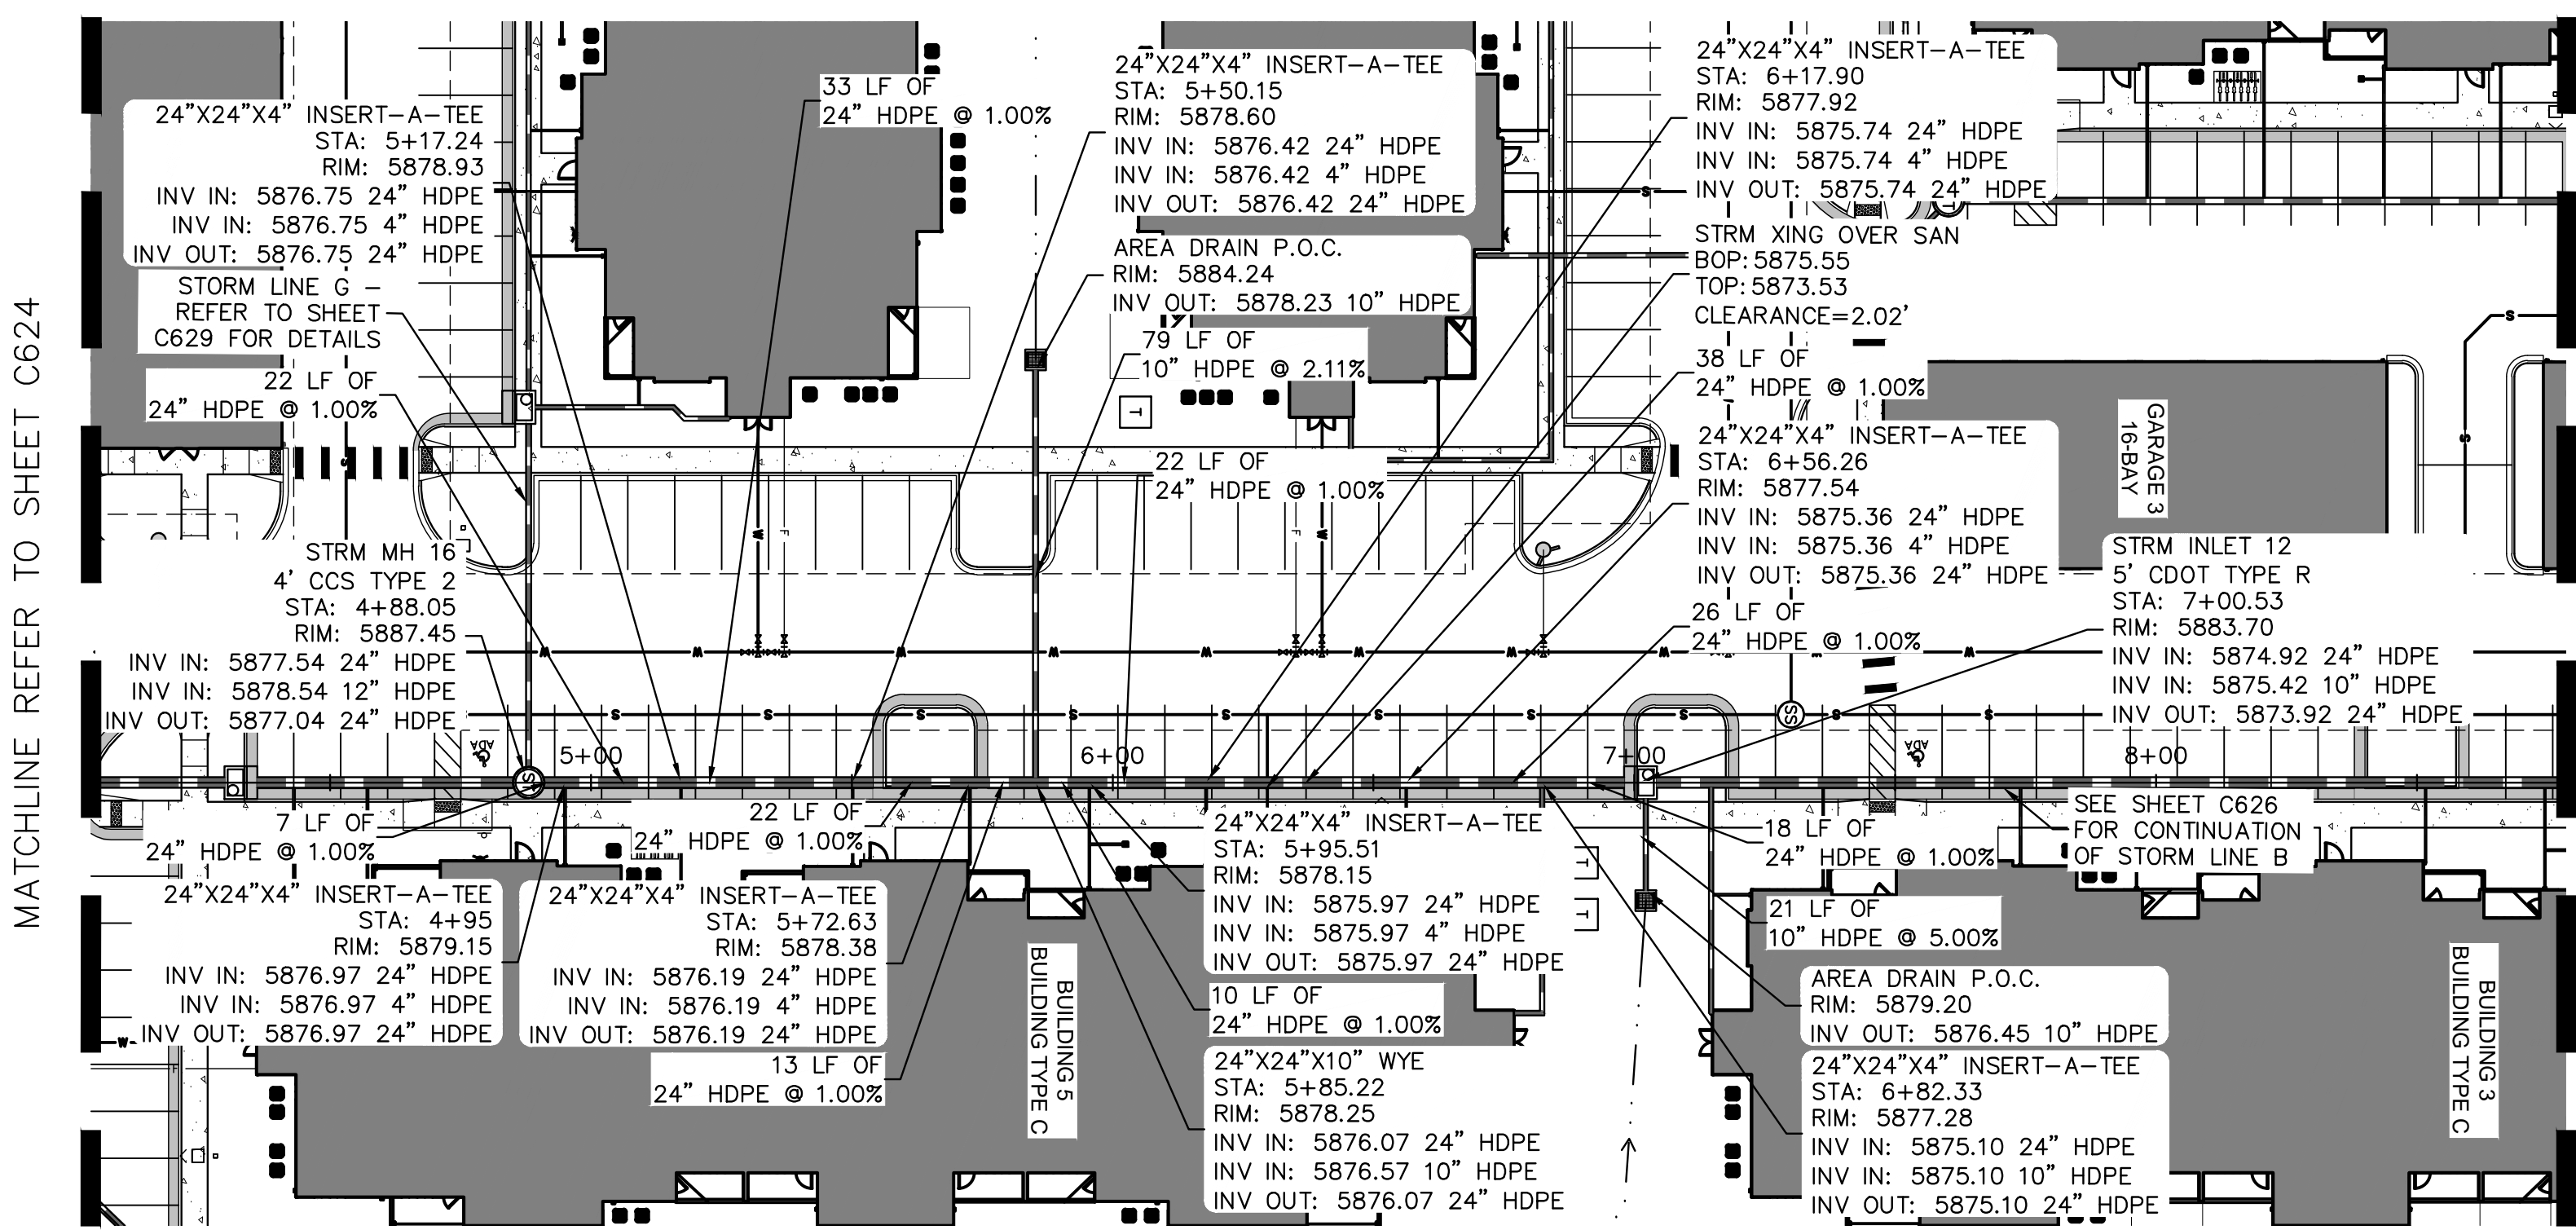 MATCHLINE REFER TO SHEET C624
24"X24"X4" INSERT-A-TEE
STA: 5+17.24
RIM: 5878.93
INV IN: 5876.75 24" HDPE
INV IN: 5876.75 4" HDPE
INV OUT: 5876.75 24" HDPE
STORM LINE G -
REFER TO SHEET
C629 FOR DETAILS
22 LF OF
24" HDPE @ 1.00%
STRM MH 16
4' CCS TYPE 2
STA: 4+88.05
RIM: 5887.45
INV IN: 5877.54 24" HDPE
INV IN: 5878.54 12" HDPE
INV OUT: 5877.04 24" HDPE
33 LF OF
24" HDPE @ 1.00%
24"X24"X4" INSERT-A-TEE
STA: 5+50.15
RIM: 5878.60
INV IN: 5876.42 24" HDPE
INV IN: 5876.42 4" HDPE
INV OUT: 5876.42 24" HDPE
AREA DRAIN P.O.C.
RIM: 5884.24
INV OUT: 5878.23 10" HDPE
79 LF OF
10" HDPE @ 2.11%
T
22 LF OF
24" HDPE @ 1.00%
24"X24"X4" INSERT-A-TEE
STA: 6+17.90
RIM: 5877.92
INV IN: 5875.74 24" HDPE
INV IN: 5875.74 4" HDPE
INV OUT: 5875.74 24" HDPE
STRM XING OVER SAN
BOP: 5875.55
TOP: 5873.53
CLEARANCE=2.02'
38 LF OF
24" HDPE @ 1.00%
24"X24"X4" INSERT-A-TEE
STA: 6+56.26
RIM: 5877.54
INV IN: 5875.36 24" HDPE
INV IN: 5875.36 4" HDPE
INV OUT: 5875.36 24" HDPE
26 LF OF
24" HDPE @ 1.00%
GARAGE 3
16-BAY
STRM INLET 12
5' CDOT TYPE R
STA: 7+00.53
RIM: 5883.70
INV IN: 5874.92 24" HDPE
INV IN: 5875.42 10" HDPE
INV OUT: 5873.92 24" HDPE
W W W W W W W W W W
S S S S S S S S S S
SS
ADA
ADA
5+00
6+00
7+00
8+00
7 LF OF
24" HDPE @ 1.00%
24"X24"X4" INSERT-A-TEE
STA: 4+95
RIM: 5879.15
INV IN: 5876.97 24" HDPE
INV IN: 5876.97 4" HDPE
INV OUT: 5876.97 24" HDPE
22 LF OF
24" HDPE @ 1.00%
24"X24"X4" INSERT-A-TEE
STA: 5+72.63
RIM: 5878.38
INV IN: 5876.19 24" HDPE
INV IN: 5876.19 4" HDPE
INV OUT: 5876.19 24" HDPE
13 LF OF
24" HDPE @ 1.00%
BUILDING 5
BUILDING TYPE C
24"X24"X4" INSERT-A-TEE
STA: 5+95.51
RIM: 5878.15
INV IN: 5875.97 24" HDPE
INV IN: 5875.97 4" HDPE
INV OUT: 5875.97 24" HDPE
10 LF OF
24" HDPE @ 1.00%
24"X24"X10" WYE
STA: 5+85.22
RIM: 5878.25
INV IN: 5876.07 24" HDPE
INV IN: 5876.57 10" HDPE
INV OUT: 5876.07 24" HDPE
T
T
18 LF OF
24" HDPE @ 1.00%
21 LF OF
10" HDPE @ 5.00%
SEE SHEET C626
FOR CONTINUATION
OF STORM LINE B
AREA DRAIN P.O.C.
RIM: 5879.20
INV OUT: 5876.45 10" HDPE
24"X24"X4" INSERT-A-TEE
STA: 6+82.33
RIM: 5877.28
INV IN: 5875.10 24" HDPE
INV IN: 5875.10 10" HDPE
INV OUT: 5875.10 24" HDPE
BUILDING 3
BUILDING TYPE C